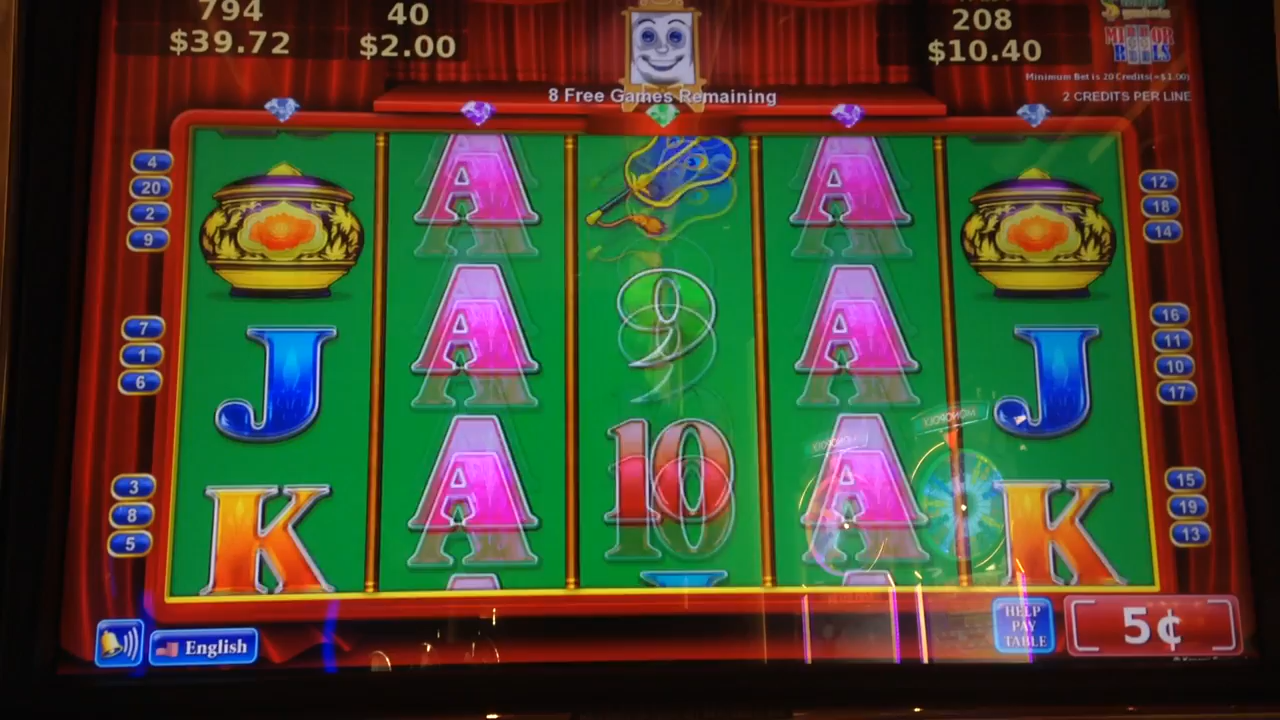 794
$39.72
40
$2.00
208
$10.40
MIRROR
Minimum Bet is 20 Credits(=$1.00)
8 Free Games Remaining
2 CREDITS PER LINE
4
20
2
9
12
18
14
A
A
7
1
6
J
A
9
A
J
16
11
10
17
3
8
5
K
A
10
A
K
15
19
13
English
HELP
PAY
TABLE
5¢